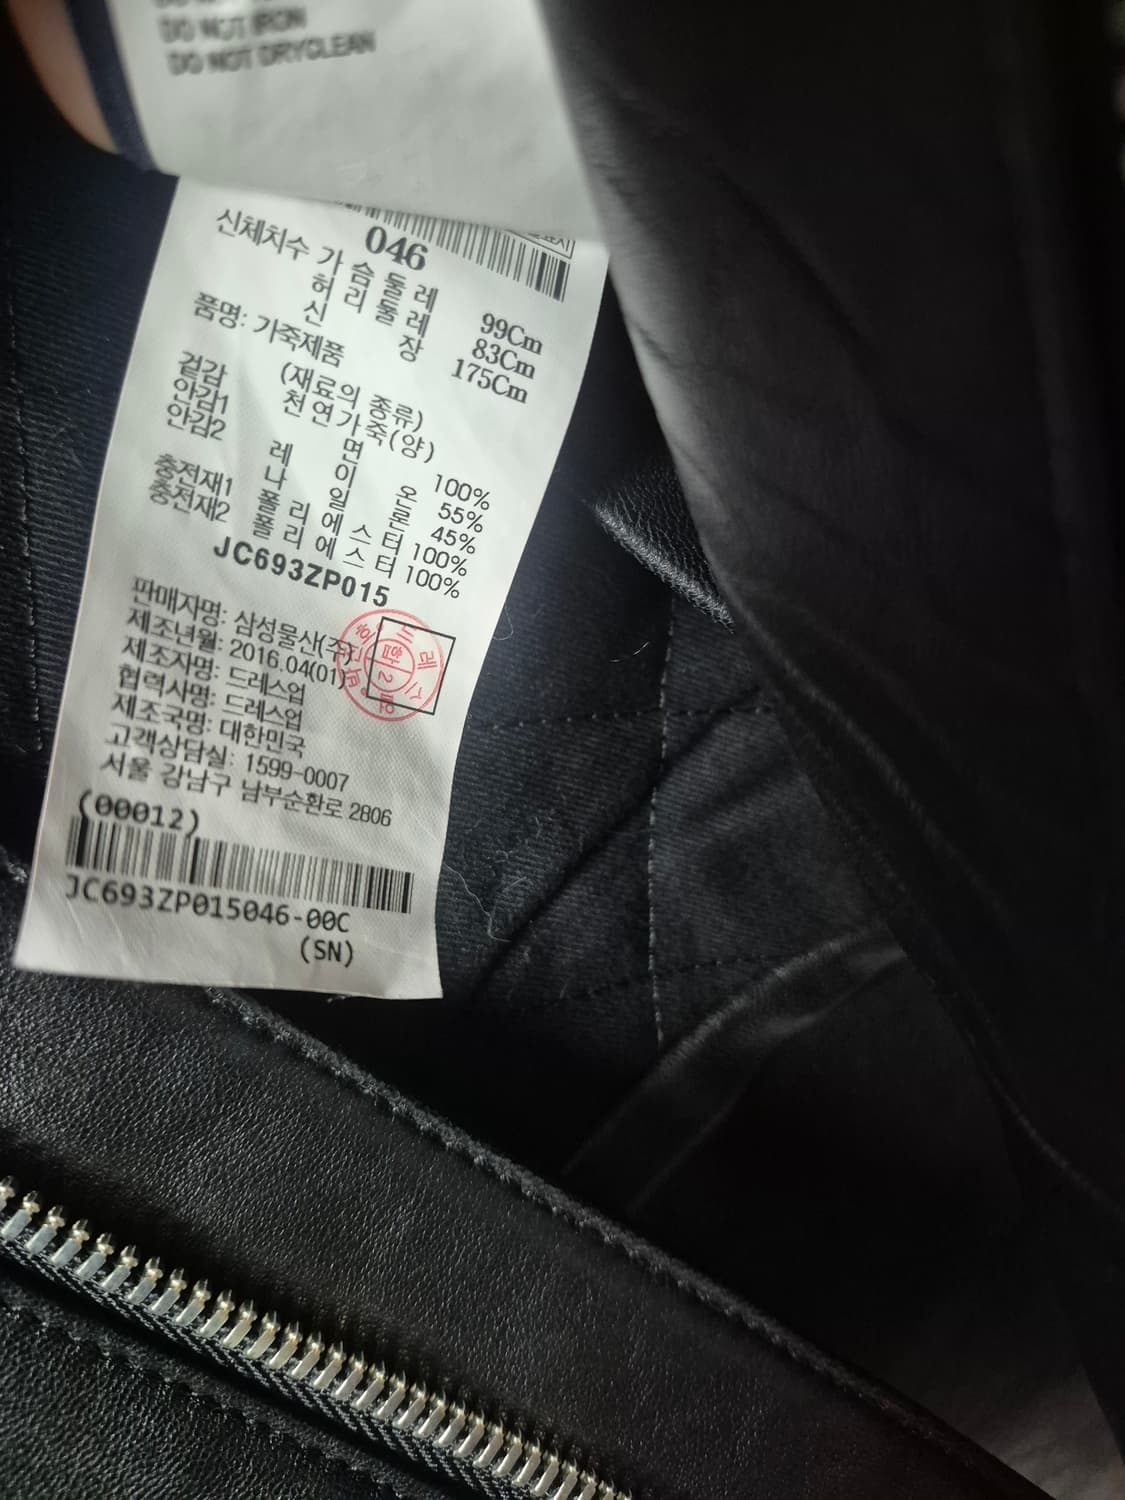 DO NOT IRON
DO NOT DRYCLEAN
046
신체치수 가 슴 둘 레 99Cm
허 리 둘 레 83Cm
신 장 175Cm
품명: 가죽제품
(재료의 종류)
겉감 천연가죽(양)
안감1 면 100%
안감2 레 이 온 55%
나 일 론 45%
충전재1 폴 리 에 스 터 100%
충전재2 폴 리 에 스 터 100%
JC693ZP015
판매자명: 삼성물산(주)
제조년월: 2016.04(01)
제조자명: 드레스업
협력사명: 드레스업
제조국명: 대한민국
고객상담실: 1599-0007
서울 강남구 남부순환로 2806
(00012)
JC693ZP015046-00C
(SN)